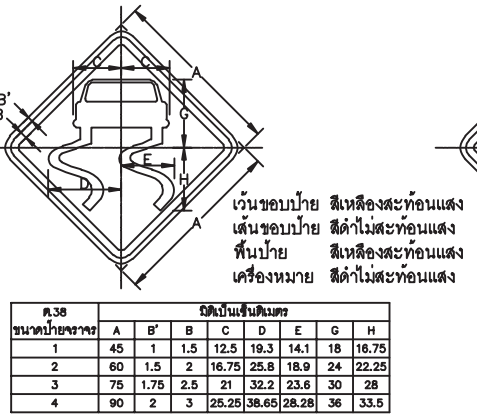 C C
A
B'
B
G
E
D
H
A
เว้นขอบป้าย สีเหลืองสะท้อนแสง
เส้นขอบป้าย สีดำไม่สะท้อนแสง
พื้นป้าย สีเหลืองสะท้อนแสง
เครื่องหมาย สีดำไม่สะท้อนแสง
ต.38 มิติเป็นเซ็นติเมตร
ขนาดป้ายจราจร A B' B C D E G H
1 45 1 1.5 12.5 19.3 14.1 18 16.75
2 60 1.5 2 16.75 25.8 18.9 24 22.25
3 75 1.75 2.5 21 32.2 23.6 30 28
4 90 2 3 25.25 38.65 28.28 36 33.5